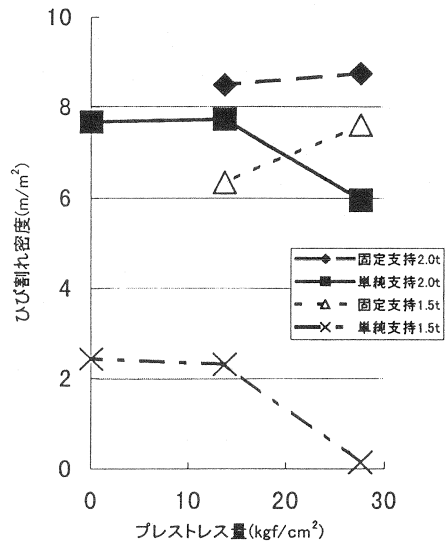 10
8
6
4
2
0
0
10
20
30
ひび割れ密度(m/m²)
プレストレス量(kgf/cm²)
固定支持2.0t
単純支持2.0t
固定支持1.5t
単純支持1.5t